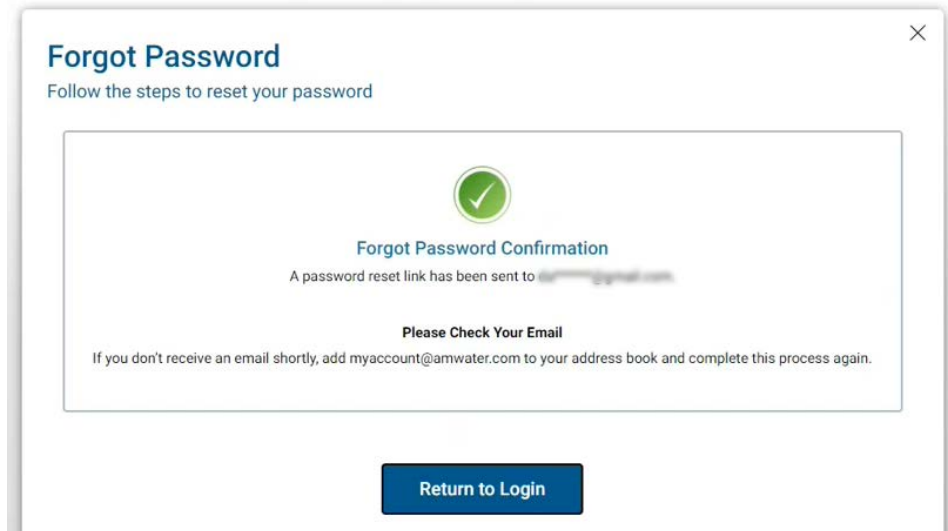 Forgot Password
Follow the steps to reset your password
Forgot Password Confirmation
A password reset link has been sent to
Please Check Your Email
If you don't receive an email shortly, add myaccount@amwater.com to your address book and complete this process again.
Return to Login